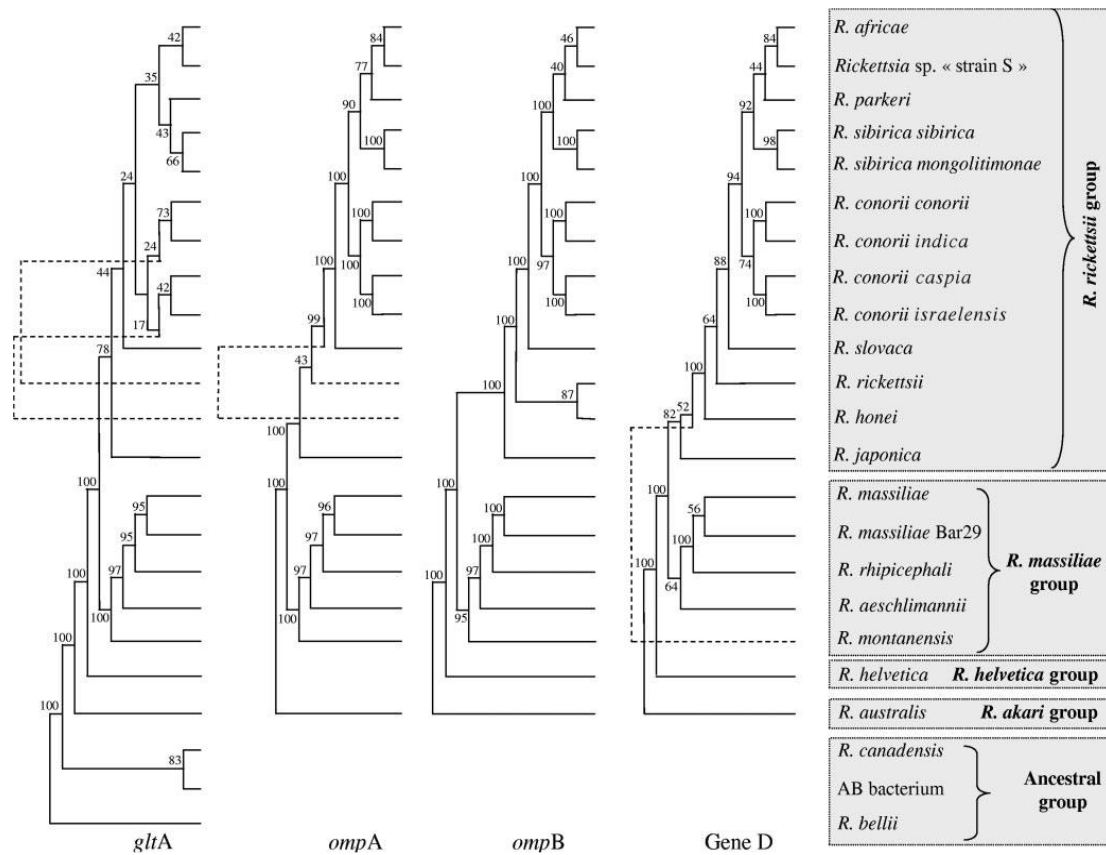 42
35
43
66
24
73
24
44
42
17
78
100
95
95
97
100
100
100
100
83
gltA
84
77
90
100
100
100
100
100
100
99
43
100
96
97
100
97
100
ompA
46
40
100
100
100
100
100
97
100
100
87
100
100
100
100
97
100
95
ompB
84
44
92
98
94
100
88
74
100
64
100
52
82
100
56
100
100
64
Gene D
R. africae
Rickettsia sp. « strain S »
R. parkeri
R. sibirica sibirica
R. sibirica mongolitimonae
R. conorii conorii
R. conorii indica
R. conorii caspia
R. conorii israelensis
R. slovaca
R. rickettsii
R. honei
R. japonica
R. rickettsii group
R. massiliae
R. massiliae Bar29
R. rhipicephali
R. aeschlimannii
R. montanensis
R. massiliae
group
R. helvetica R. helvetica group
R. australis R. akari group
R. canadensis
AB bacterium
R. bellii
Ancestral
group